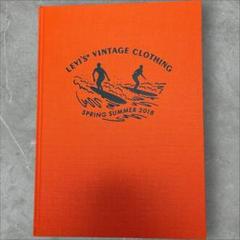 LEVI'S® VINTAGE CLOTHING
SPRING SUMMER 2018